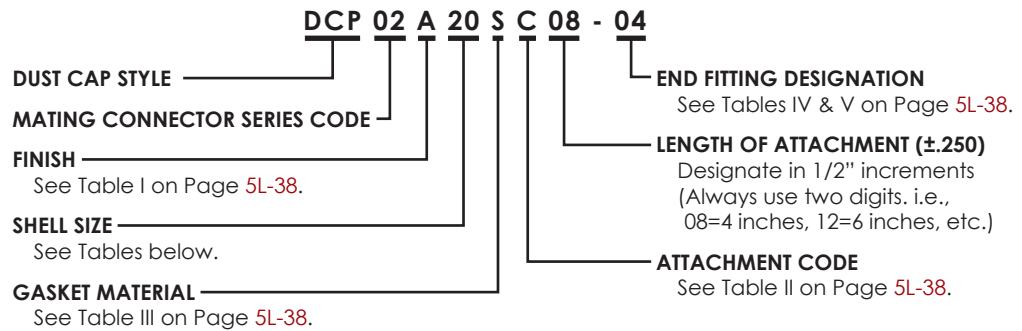 DCP 02 A 20 S C 08 - 04
DUST CAP STYLE
MATING CONNECTOR SERIES CODE
FINISH
See Table I on Page 5L-38.
SHELL SIZE
See Tables below.
GASKET MATERIAL
See Table III on Page 5L-38.
END FITTING DESIGNATION
See Tables IV & V on Page 5L-38.
LENGTH OF ATTACHMENT (±.250)
Designate in 1/2” increments
(Always use two digits. i.e.,
08=4 inches, 12=6 inches, etc.)
ATTACHMENT CODE
See Table II on Page 5L-38.